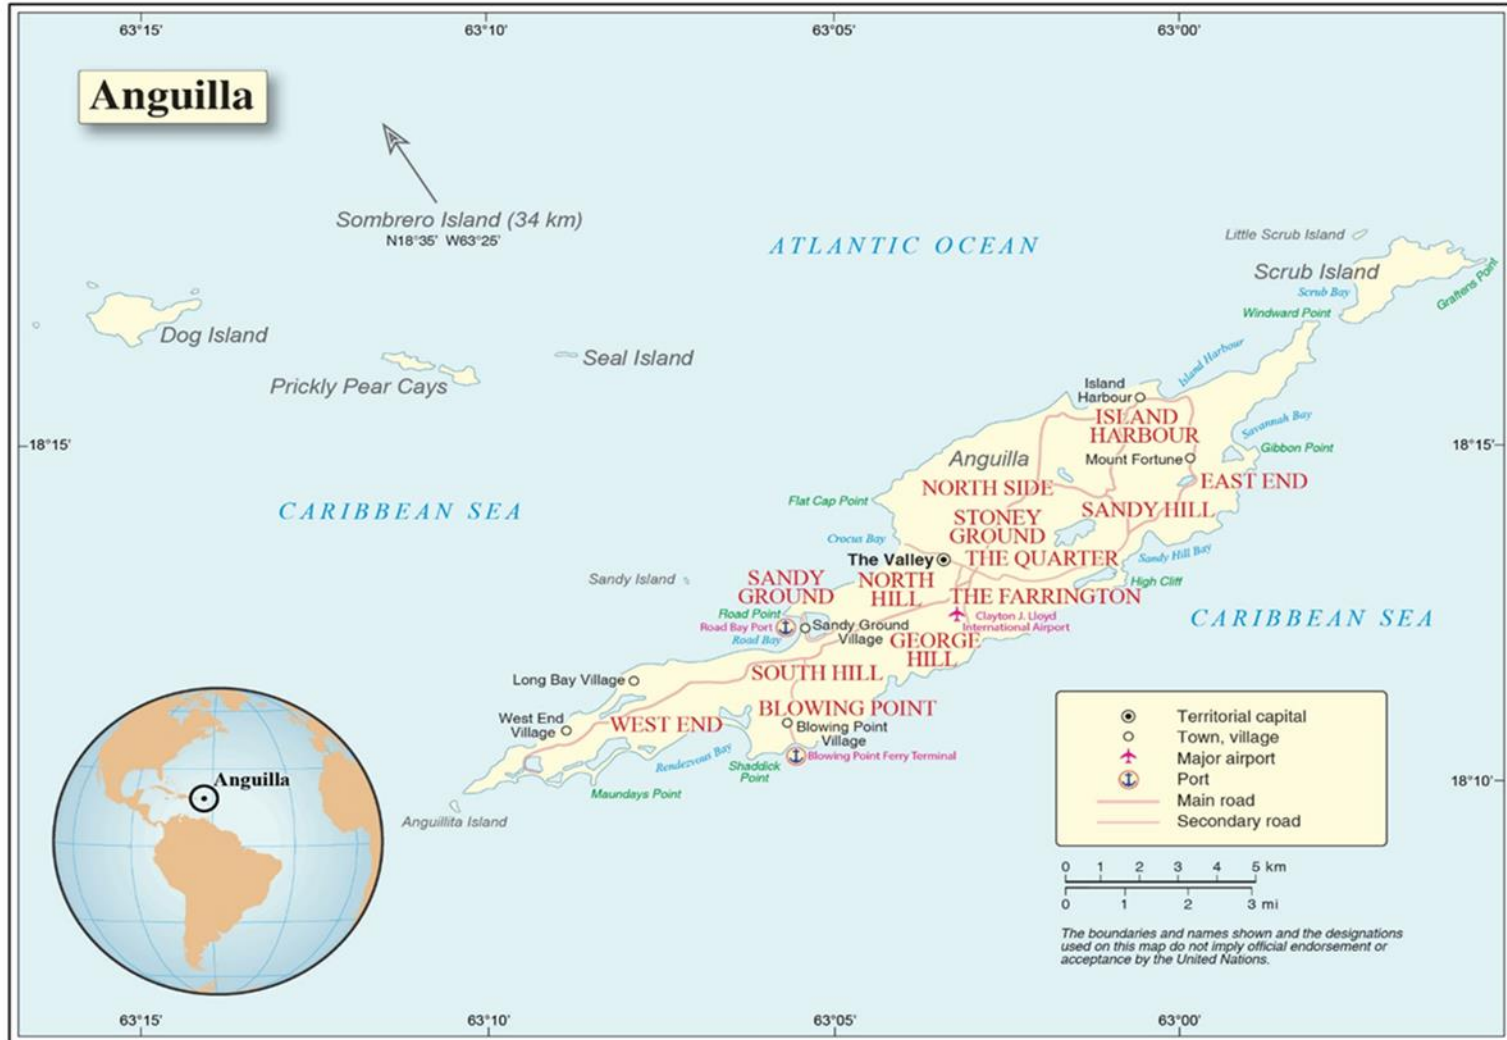 63°15'
63°10'
63°05'
63°00'
Anguilla
Sombrero Island (34 km)
N18°35' W63°25'
ATLANTIC OCEAN
Little Scrub Island
Scrub Island
Scrub Bay
Graftens Point
Windward Point
Dog Island
Seal Island
Prickly Pear Cays
Island Harbour
Island
Harbour
ISLAND
HARBOUR
Savannah Bay
18°15'
18°15'
Gibbon Point
Anguilla
Mount Fortune
EAST END
NORTH SIDE
Flat Cap Point
CARIBBEAN SEA
SANDY HILL
STONEY
GROUND
Crocus Bay
The Valley
THE QUARTER
Sandy Hill Bay
Sandy Island
SANDY
GROUND
NORTH
HILL
High Cliff
THE FARRINGTON
Road Point
Road Bay Port
Road Bay
Sandy Ground
Village
Clayton J. Lloyd
International Airport
CARIBBEAN SEA
GEORGE
HILL
SOUTH HILL
Long Bay Village
BLOWING POINT
West End
Village
WEST END
Blowing Point
Village
Rendezvous Bay
Blowing Point Ferry Terminal
Shaddick
Point
Maundays Point
Anguillita Island
Anguilla
Territorial capital
Town, village
Major airport
Port
Main road
Secondary road
18°10'
0 1 2 3 4 5 km
0 1 2 3 mi
The boundaries and names shown and the designations
used on this map do not imply official endorsement or
acceptance by the United Nations.
63°15'
63°10'
63°05'
63°00'